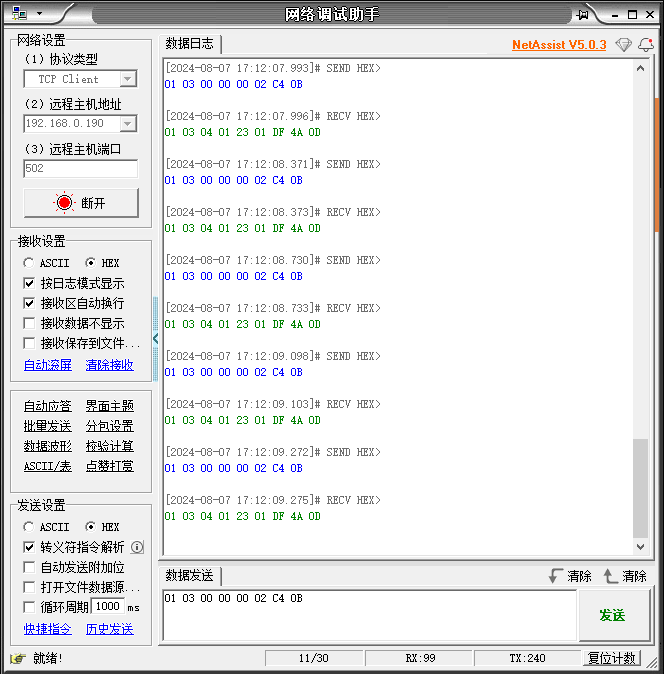 网络调试助手
网络设置
(1) 协议类型
TCP Client
(2) 远程主机地址
192.168.0.190
(3) 远程主机端口
502
断开
接收设置
ASCII HEX
按日志模式显示
接收区自动换行
接收数据不显示
接收保存到文件...
自动滚屏 清除接收
自动应答 界面主题
批量发送 分包设置
数据波形 校验计算
ASCII/表 点赞打赏
发送设置
ASCII HEX
转义符指令解析
自动发送附加位
打开文件数据源...
循环周期 1000 ms
快捷指令 历史发送
数据日志 NetAssist V5.0.3
[2024-08-07 17:12:07.993]# SEND HEX>
01 03 00 00 00 02 C4 0B
[2024-08-07 17:12:07.996]# RECV HEX>
01 03 04 01 23 01 DF 4A 0D
[2024-08-07 17:12:08.371]# SEND HEX>
01 03 00 00 00 02 C4 0B
[2024-08-07 17:12:08.373]# RECV HEX>
01 03 04 01 23 01 DF 4A 0D
[2024-08-07 17:12:08.730]# SEND HEX>
01 03 00 00 00 02 C4 0B
[2024-08-07 17:12:08.733]# RECV HEX>
01 03 04 01 23 01 DF 4A 0D
[2024-08-07 17:12:09.098]# SEND HEX>
01 03 00 00 00 02 C4 0B
[2024-08-07 17:12:09.103]# RECV HEX>
01 03 04 01 23 01 DF 4A 0D
[2024-08-07 17:12:09.272]# SEND HEX>
01 03 00 00 00 02 C4 0B
[2024-08-07 17:12:09.275]# RECV HEX>
01 03 04 01 23 01 DF 4A 0D
数据发送 清除 清除
01 03 00 00 00 02 C4 0B
发送
就绪! 11/30 RX:99 TX:240 复位计数